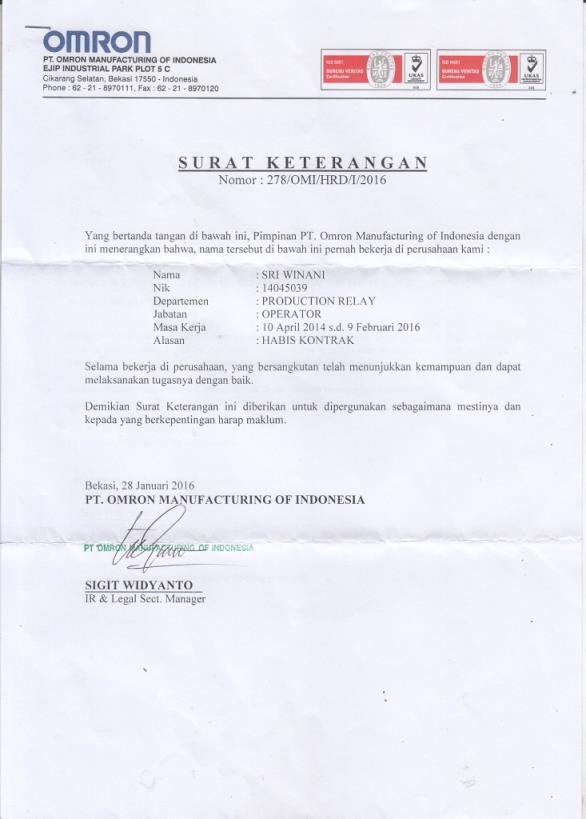 OMRON
PT. OMRON MANUFACTURING OF INDONESIA
EJIP INDUSTRIAL PARK PLOT 5 C
Cikarang Selatan, Bekasi 17550 - Indonesia
Phone : 62 - 21 - 8970111, Fax : 62 - 21 - 8970120
BUREAU VERITAS
Certification
UKAS
BUREAU VERITAS
Certification
UKAS
SURAT KETERANGAN
Nomor : 278/OMI/HRD/I/2016
Yang bertanda tangan di bawah ini, Pimpinan PT. Omron Manufacturing of Indonesia dengan
ini menerangkan bahwa, nama tersebut di bawah ini pernah bekerja di perusahaan kami :
Nama : SRI WINANI
Nik : 14045039
Departemen : PRODUCTION RELAY
Jabatan : OPERATOR
Masa Kerja : 10 April 2014 s.d. 9 Februari 2016
Alasan : HABIS KONTRAK
Selama bekerja di perusahaan, yang bersangkutan telah menunjukkan kemampuan dan dapat
melaksanakan tugasnya dengan baik.
Demikian Surat Keterangan ini diberikan untuk dipergunakan sebagaimana mestinya dan
kepada yang berkepentingan harap maklum.
Bekasi, 28 Januari 2016
PT. OMRON MANUFACTURING OF INDONESIA
PT OMRON MANUFACTURING OF INDONESIA
SIGIT WIDYANTO
IR & Legal Sect. Manager